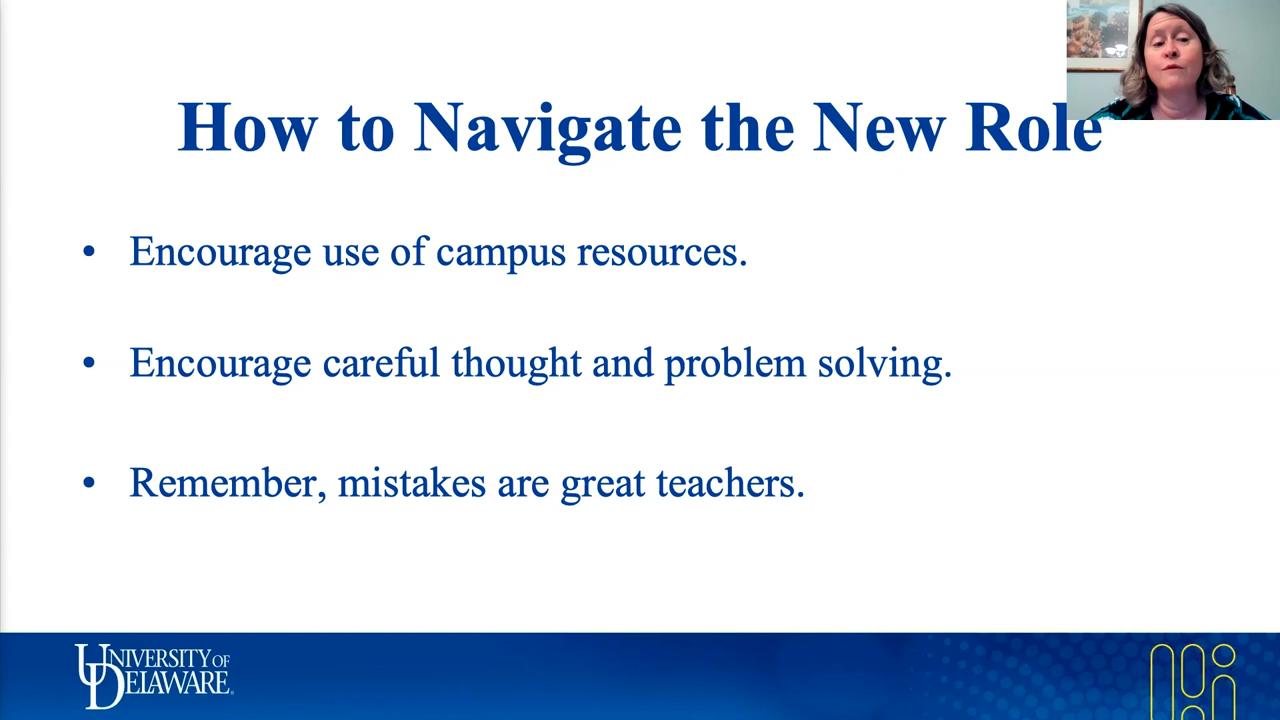 How to Navigate the New Role
• Encourage use of campus resources.
• Encourage careful thought and problem solving.
• Remember, mistakes are great teachers.
UNIVERSITY OF
DELAWARE.